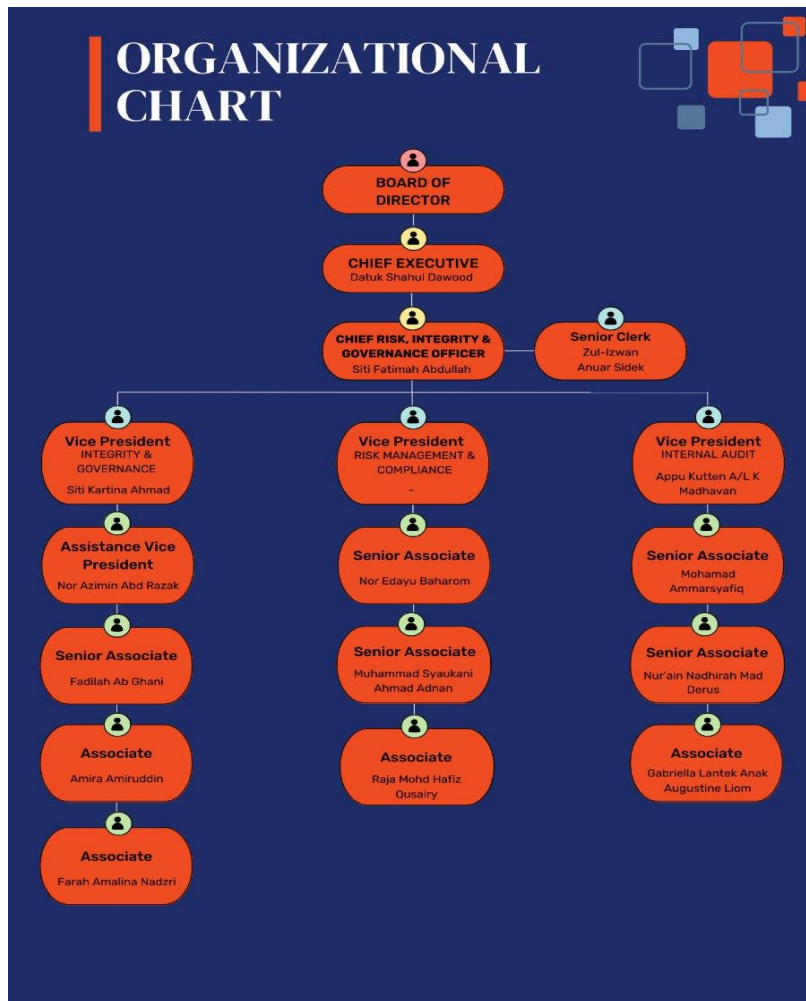 ORGANIZATIONAL
CHART
BOARD OF
DIRECTOR
CHIEF EXECUTIVE
Datuk Shahul Dawood
CHIEF RISK, INTEGRITY &
GOVERNANCE OFFICER
Siti Fatimah Abdullah
Senior Clerk
Zul-Izwan
Anuar Sidek
Vice President
INTEGRITY &
GOVERNANCE
Siti Kartina Ahmad
Assistance Vice
President
Nor Azimin Abd Razak
Senior Associate
Fadilah Ab Ghani
Associate
Amira Amiruddin
Associate
Farah Amalina Nadzri
Vice President
RISK MANAGEMENT &
COMPLIANCE
-
Senior Associate
Nor Edayu Baharom
Senior Associate
Muhammad Syaukani
Ahmad Adnan
Associate
Raja Mohd Hafiz
Qusairy
Vice President
INTERNAL AUDIT
Appu Kutten A/L K
Madhavan
Senior Associate
Mohamad
Ammarsyafiq
Senior Associate
Nur'ain Nadhirah Mad
Derus
Associate
Gabriella Lantek Anak
Augustine Liom